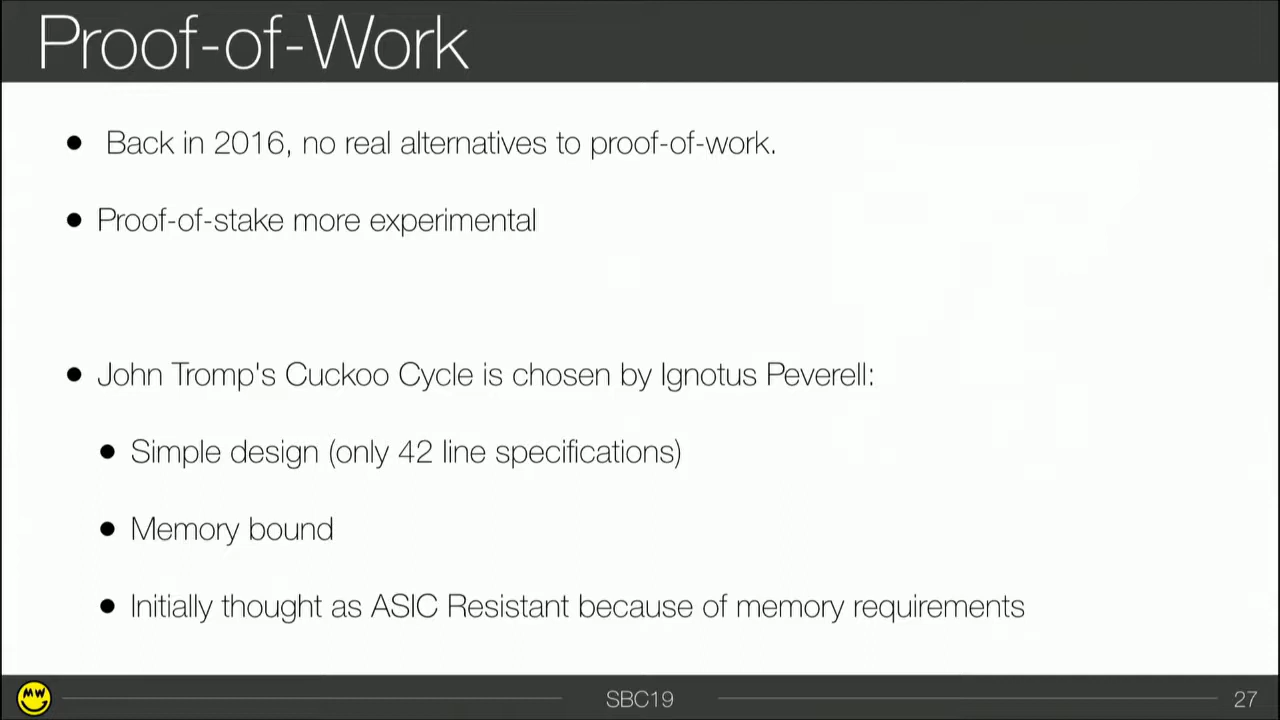 Proof-of-Work
● Back in 2016, no real alternatives to proof-of-work.
● Proof-of-stake more experimental
● John Tromp's Cuckoo Cycle is chosen by Ignotus Peverell:
● Simple design (only 42 line specifications)
● Memory bound
● Initially thought as ASIC Resistant because of memory requirements
MW
SBC19
27